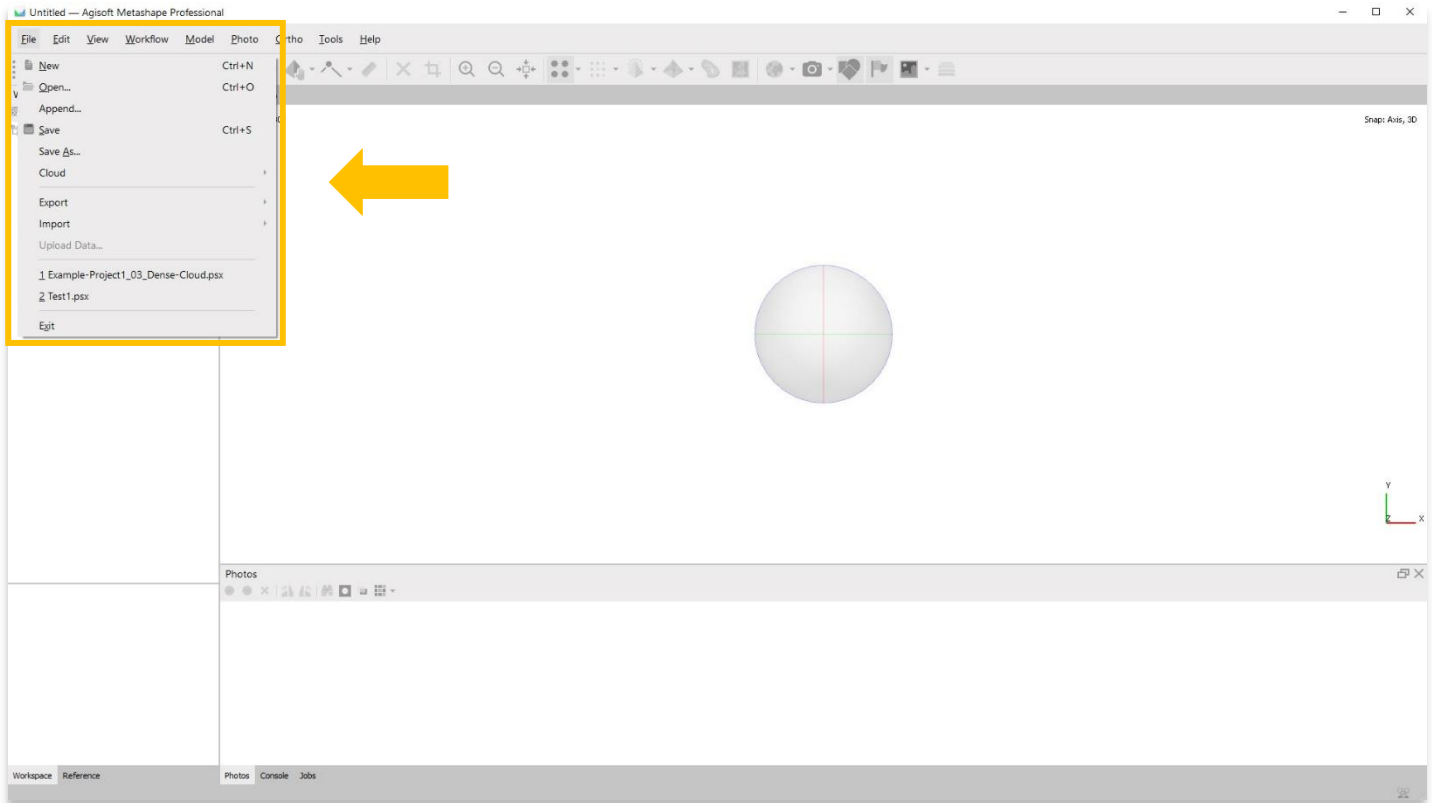 Untitled — Agisoft Metashape Professional
File Edit View Workflow Model Photo Ortho Tools Help
New Ctrl+N
Open... Ctrl+O
Append...
Save Ctrl+S
Save As...
Cloud
Export
Import
Upload Data...
1 Example-Project1_03_Dense-Cloud.psx
2 Test1.psx
Exit
Snap: Axis, 3D
Y
Z X
Photos
Workspace Reference Photos Console Jobs